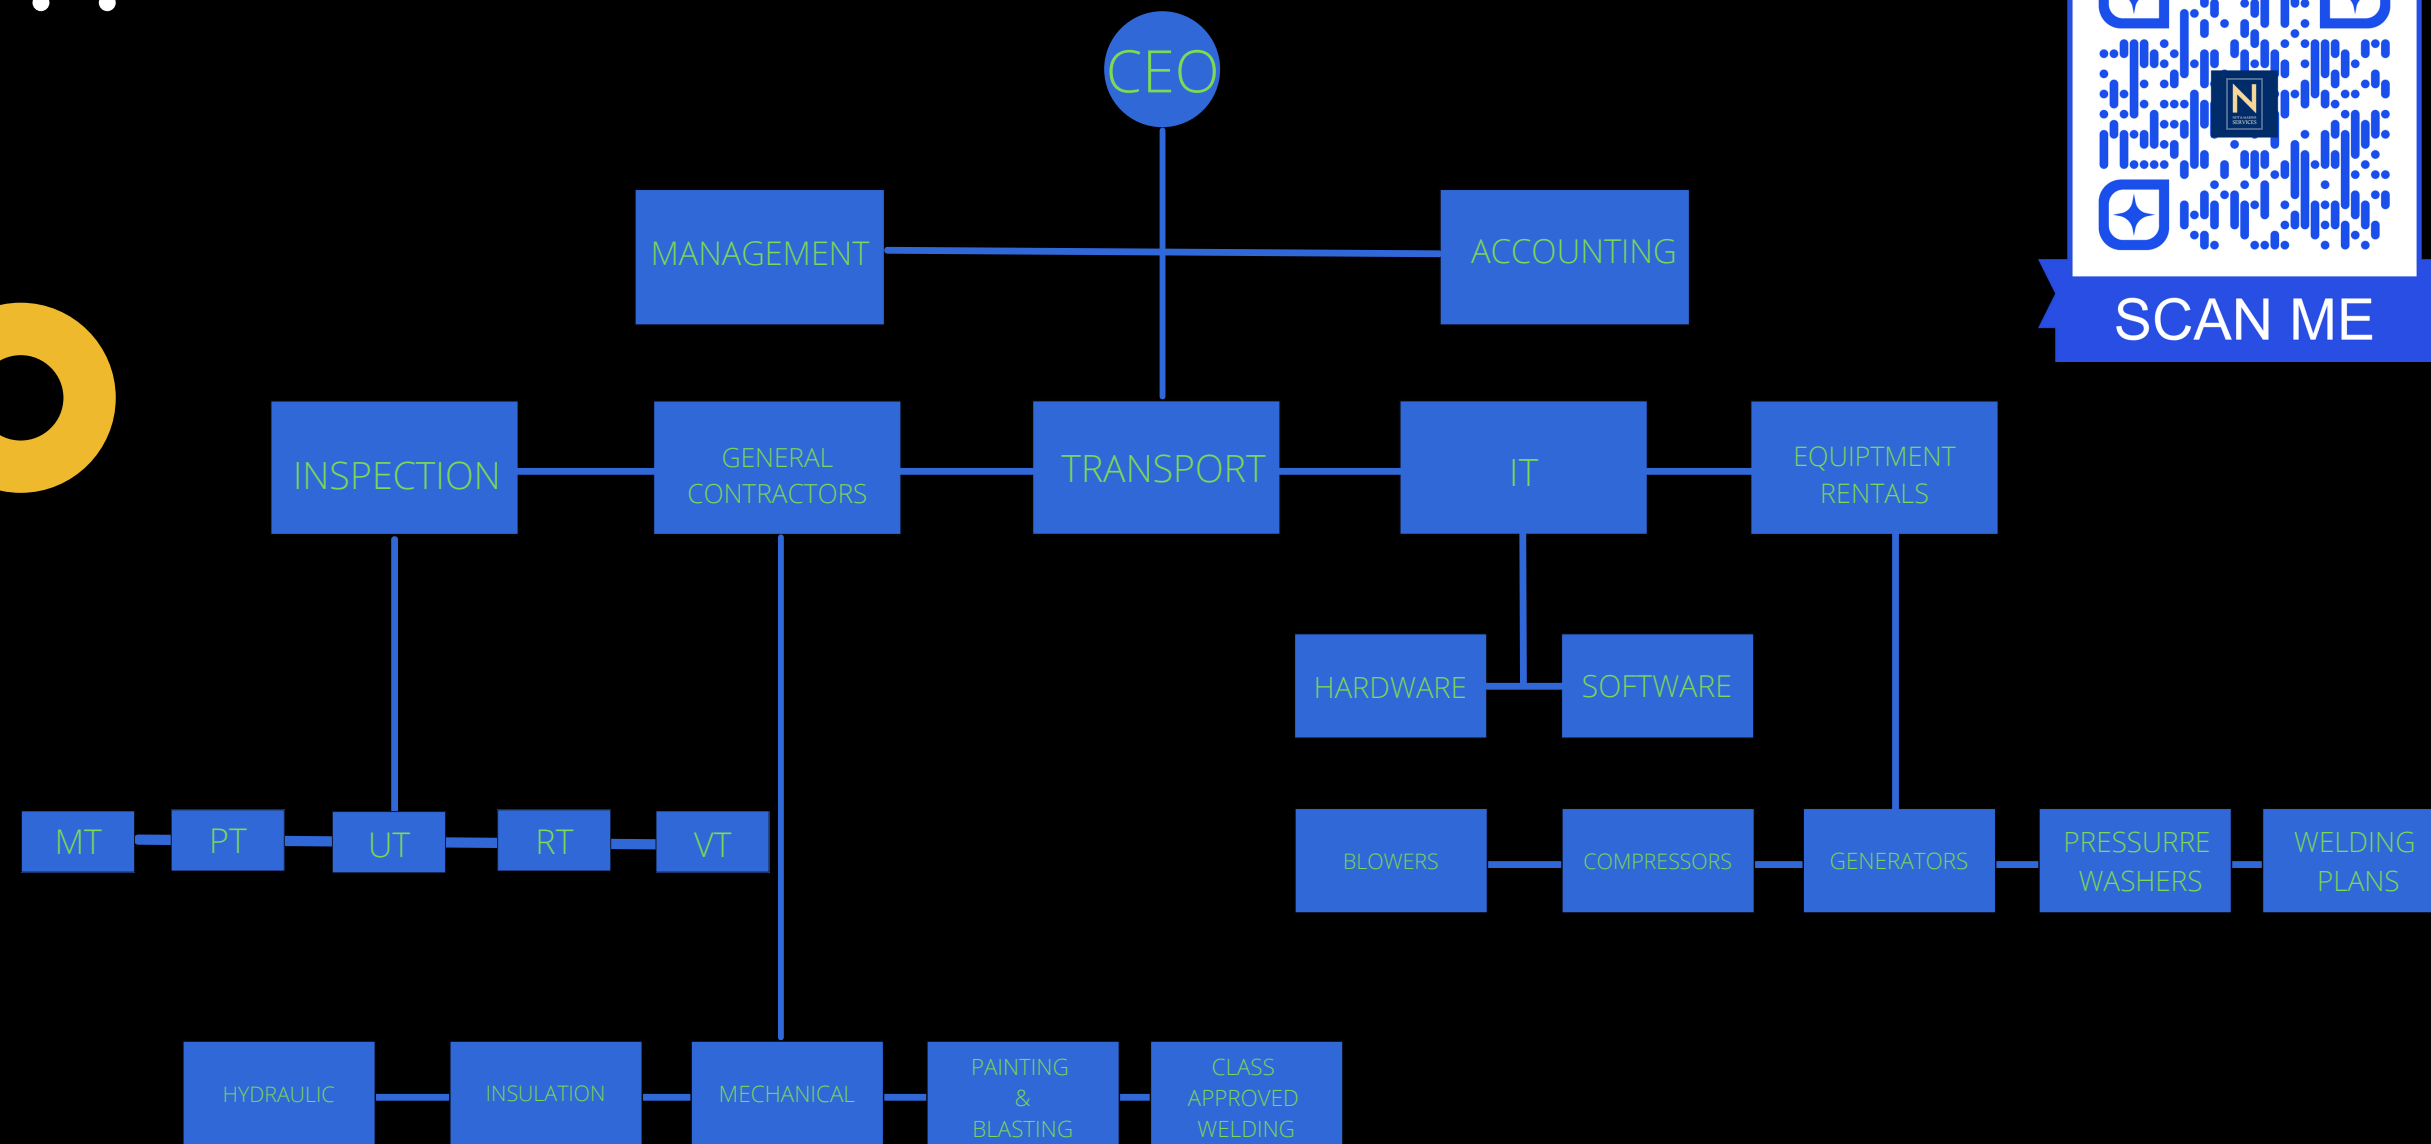 CEO
MANAGEMENT
ACCOUNTING
N
SERVICES
SCAN ME
INSPECTION
GENERAL
CONTRACTORS
TRANSPORT
IT
EQUIPTMENT
RENTALS
HARDWARE
SOFTWARE
MT
PT
UT
RT
VT
BLOWERS
COMPRESSORS
GENERATORS
PRESSURRE
WASHERS
WELDING
PLANS
HYDRAULIC
INSULATION
MECHANICAL
PAINTING
&
BLASTING
CLASS
APPROVED
WELDING